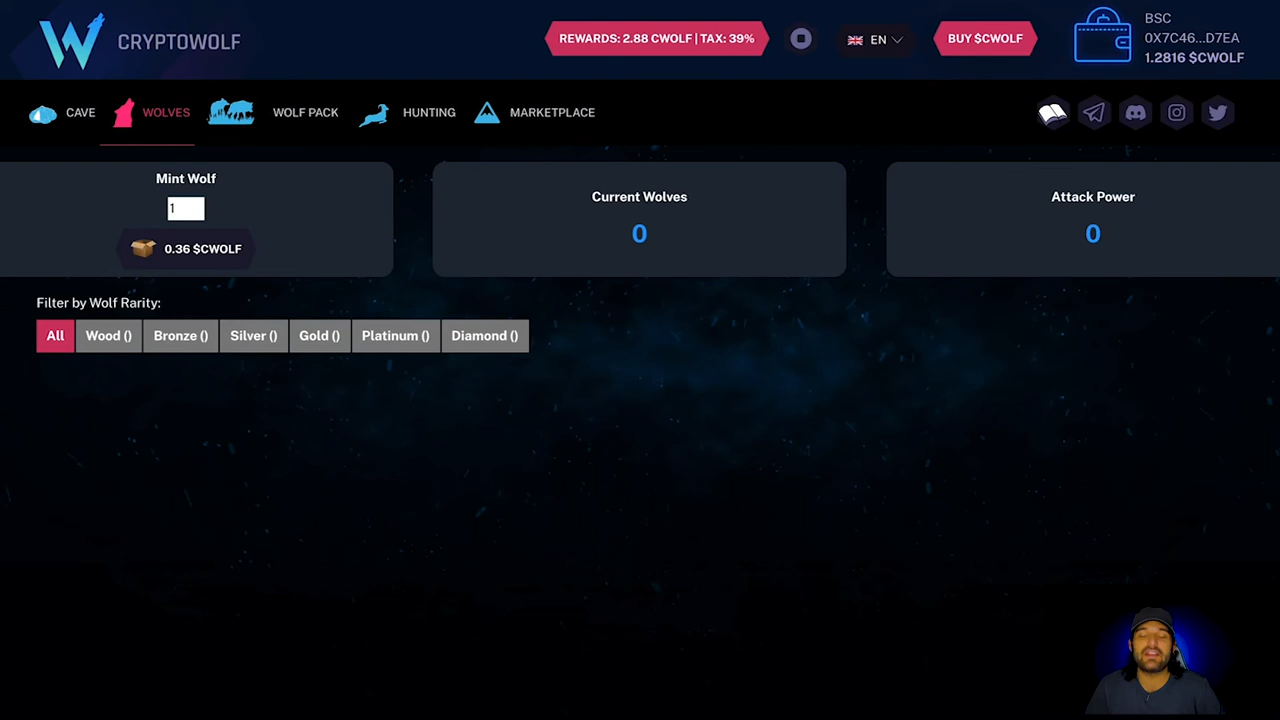 CRYPTOWOLF
REWARDS: 2.88 CWOLF | TAX: 39%
EN
BUY $CWOLF
BSC
0X7C46...D7EA
1.2816 $CWOLF
CAVE
WOLVES
WOLF PACK
HUNTING
MARKETPLACE
Mint Wolf
1
0.36 $CWOLF
Current Wolves
0
Attack Power
0
Filter by Wolf Rarity:
All
Wood ()
Bronze ()
Silver ()
Gold ()
Platinum ()
Diamond ()